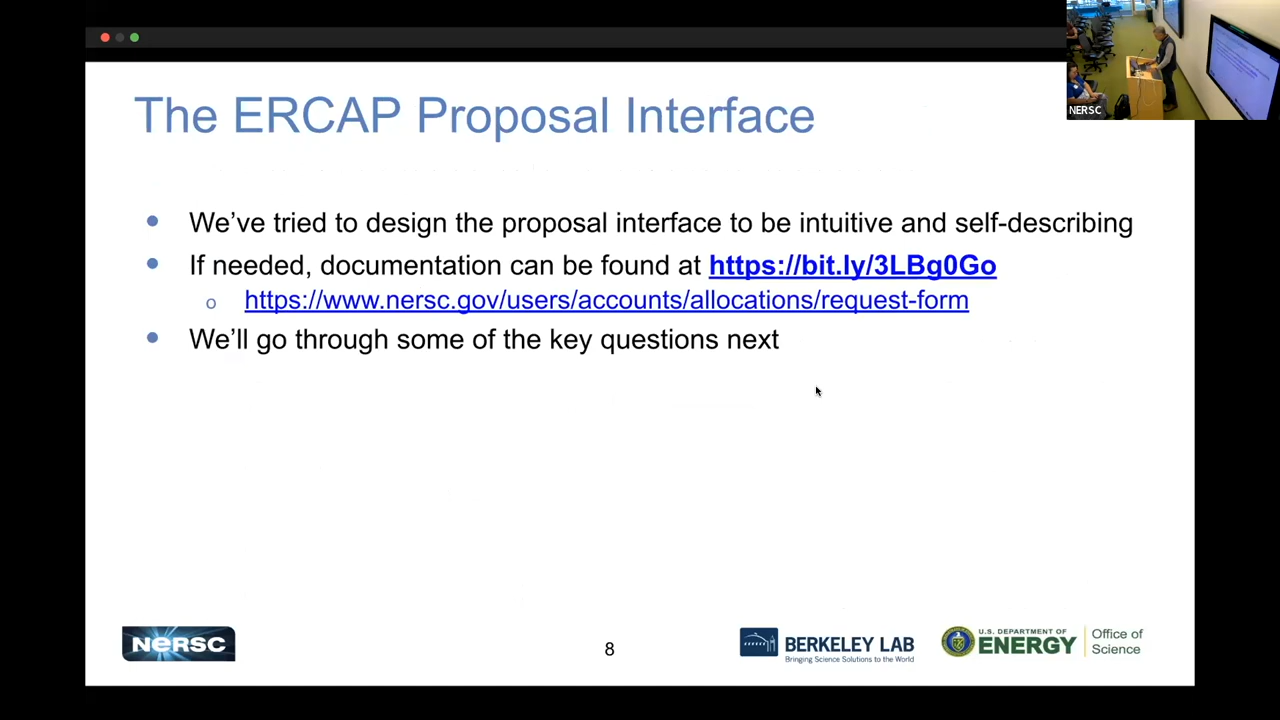 The ERCAP Proposal Interface
NERSC
We've tried to design the proposal interface to be intuitive and self-describing
If needed, documentation can be found at https://bit.ly/3LBg0Go
https://www.nersc.gov/users/accounts/allocations/request-form
We'll go through some of the key questions next
NERSC
8
BERKELEY LAB
Bringing Science Solutions to the World
U.S. DEPARTMENT OF
ENERGY
Office of
Science